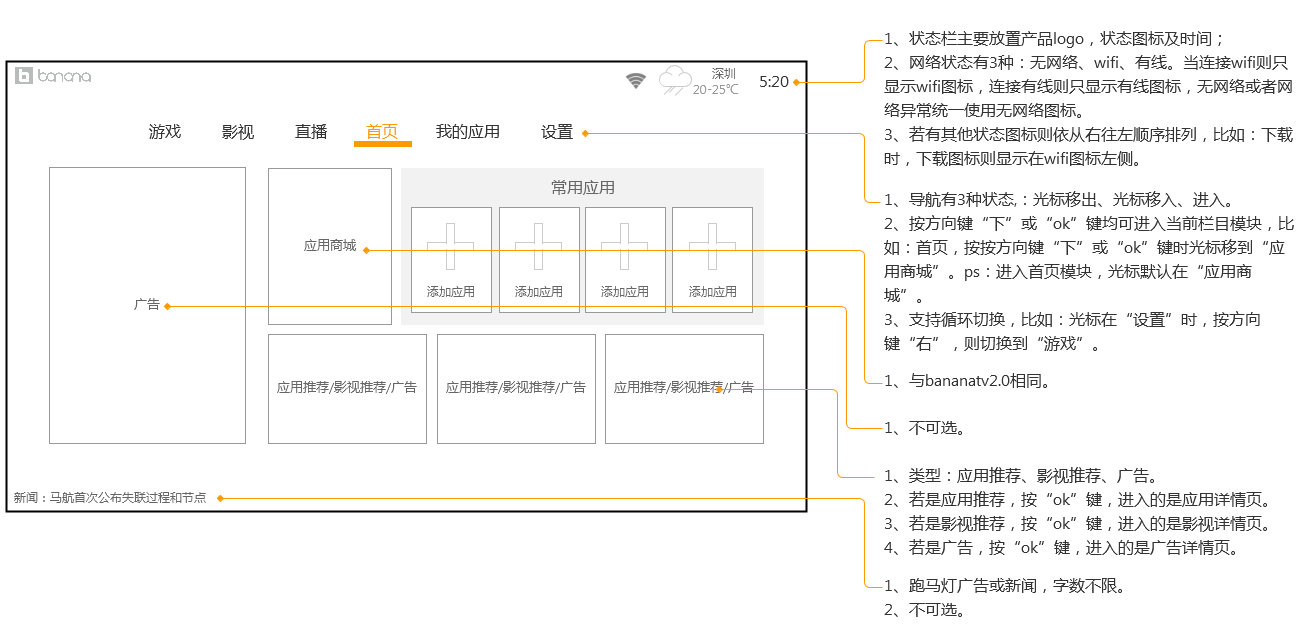 banana
深圳
20-25℃
5:20
游戏 影视 直播 首页 我的应用 设置
广告
应用商城
常用应用
添加应用 添加应用 添加应用 添加应用
应用推荐/影视推荐/广告 应用推荐/影视推荐/广告 应用推荐/影视推荐/广告
新闻：马航首次公布失联过程和节点
1、状态栏主要放置产品logo，状态图标及时间；
2、网络状态有3种：无网络、wifi、有线。当连接wifi则只
显示wifi图标，连接有线则只显示有线图标，无网络或者网
络异常统一使用无网络图标。
3、若有其他状态图标则依从右往左顺序排列，比如：下载
时，下载图标则显示在wifi图标左侧。
1、导航有3种状态,：光标移出、光标移入、进入。
2、按方向键“下”或“ok”键均可进入当前栏目模块，比
如：首页，按按方向键“下”或“ok”键时光标移到“应
用商城”。ps：进入首页模块，光标默认在“应用商
城”。
3、支持循环切换，比如：光标在“设置”时，按方向
键“右”，则切换到“游戏”。
1、与bananatv2.0相同。
1、不可选。
1、类型：应用推荐、影视推荐、广告。
2、若是应用推荐，按“ok”键，进入的是应用详情页。
3、若是影视推荐，按“ok”键，进入的是影视详情页。
4、若是广告，按“ok”键，进入的是广告详情页。
1、跑马灯广告或新闻，字数不限。
2、不可选。